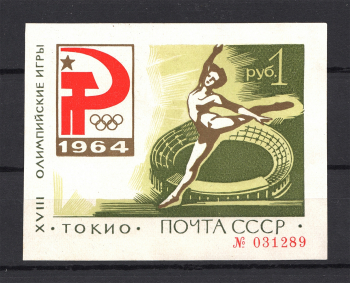 XVIII ОЛИМПИЙСКИЕ ИГРЫ
1964
руб.1
• ТОКИО • ПОЧТА СССР •
№ 031289